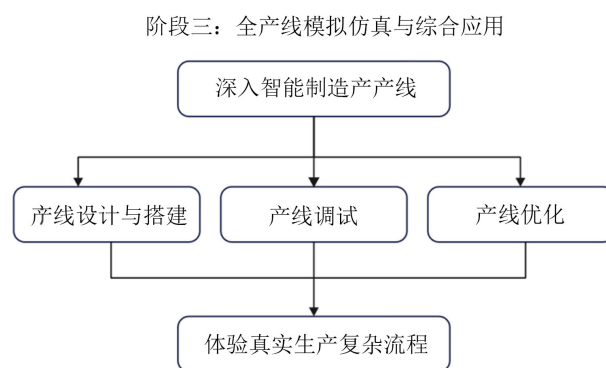 阶段三：全产线模拟仿真与综合应用
深入智能制造产产线
产线设计与搭建
产线调试
产线优化
体验真实生产复杂流程